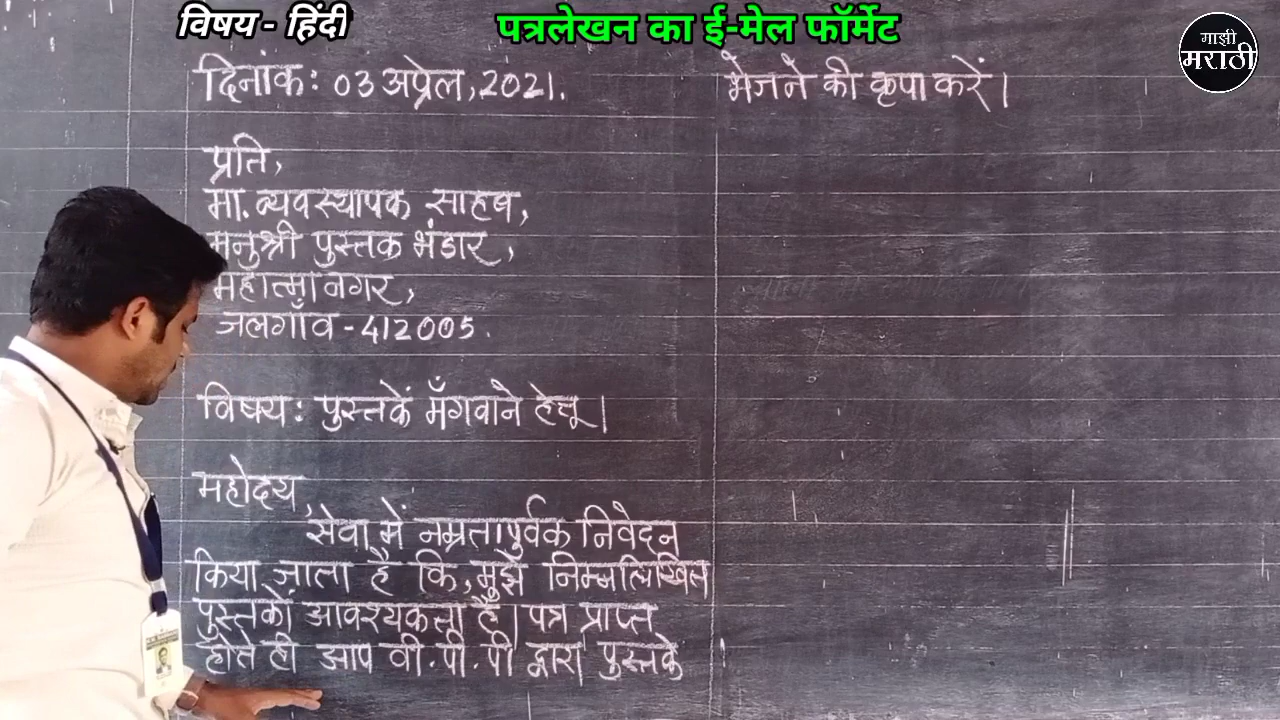 विषय - हिंदी
पत्रलेखन का ई-मेल फॉर्मेट
माझी
मराठी
दिनांक: 03 अप्रेल, 2021.
प्रति,
मा. व्यवस्थापक साहब,
मनुश्री पुस्तक भंडार,
महात्मा नगर,
जलगाँव - 412005.
विषय: पुस्तकें मँगवाने हेतू।
महोदय,
सेवा में नम्रतापुर्वक निवेदन
किया जाता है कि, मुझे निम्नलिखित
पुस्तकों आवश्यकता है। पत्र प्राप्त
होते ही आप वी.पी.पी द्वारा पुस्तके
भेजने की कृपा करें।